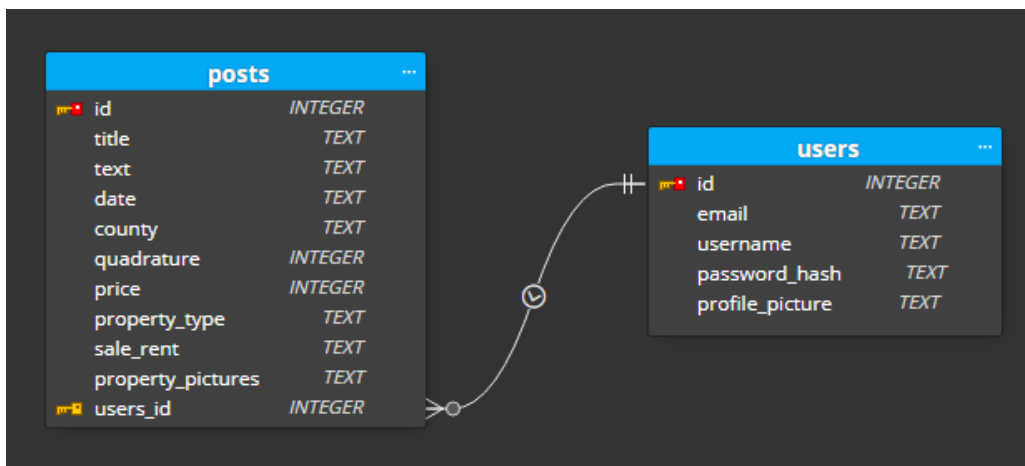 posts ...
id INTEGER
title TEXT
text TEXT
date TEXT
county TEXT
quadrature INTEGER
price INTEGER
property_type TEXT
sale_rent TEXT
property_pictures TEXT
users_id INTEGER
users ...
id INTEGER
email TEXT
username TEXT
password_hash TEXT
profile_picture TEXT